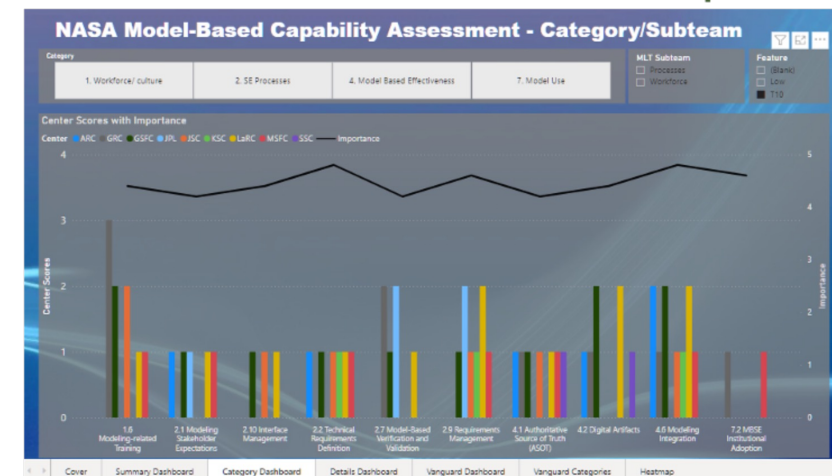 NASA Model-Based Capability Assessment - Category/Subteam
Category
1. Workforce/ culture
2. SE Processes
4. Model Based Effectiveness
7. Model Use
MLT Subteam
Processes
Workforce
Feature
(Blank)
Low
T10
Center Scores with Importance
Center ARC GRC GSFC JPL JSC KSC LaRC MSFC SSC Importance
4
3
2
1
0
Center Scores
5
4
3
2
1
0
Importance
1.6
Modeling-related
Training
2.1 Modeling
Stakeholder
Expectations
2.10 Interface
Management
2.2 Technical
Requirements
Definition
2.7 Model-Based
Verification and
Validation
2.9 Requirements
Management
4.1 Authoritative
Source of Truth
(ASOT)
4.2 Digital Artifacts
4.6 Modeling
Integration
7.2 MBSE
Institutional
Adoption
Cover Summary Dashboard Category Dashboard Details Dashboard Vanguard Dashboard Vanguard Categories Heatmap